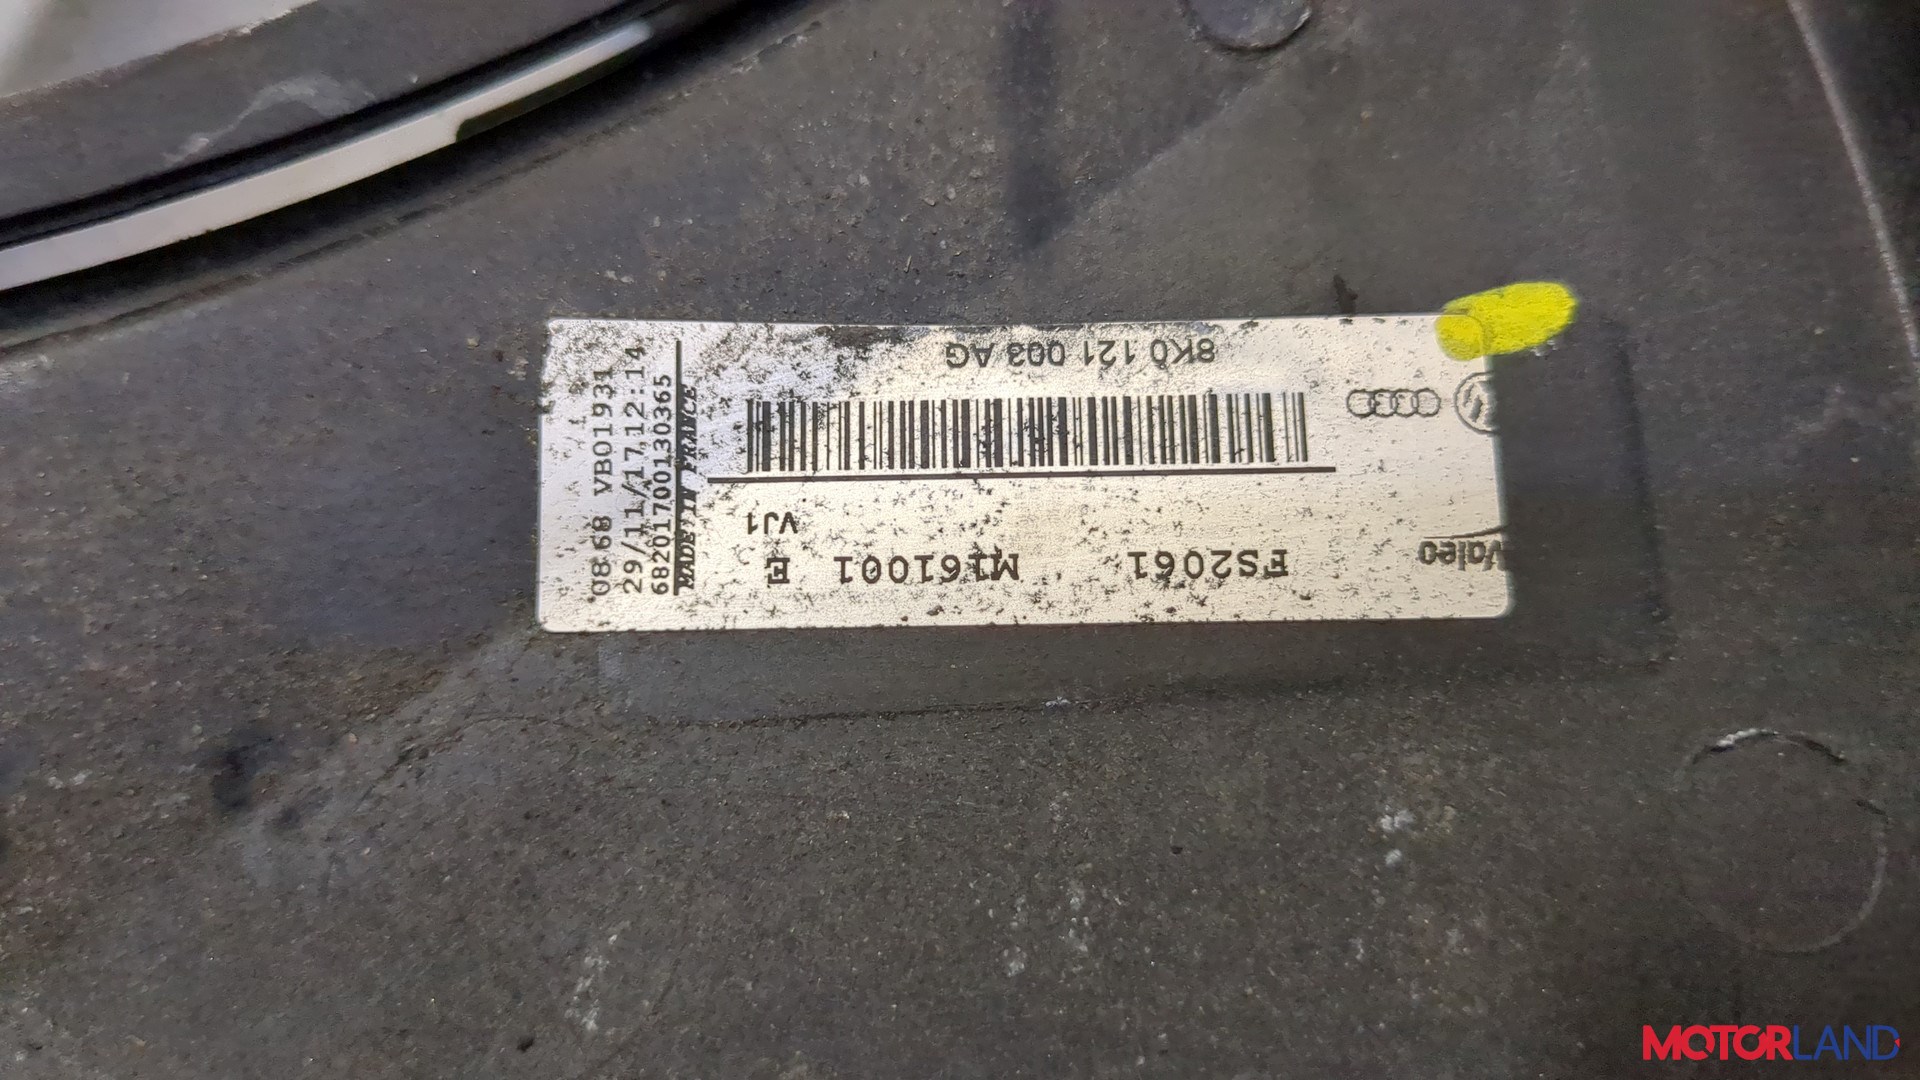 Valeo
FS2061 M161001 E
VJ1
8K0 121 003 AG
08 68 VB01931
29/11/17 12:14
6820170013036​5
MADE IN FRANCE
MOTORLAND